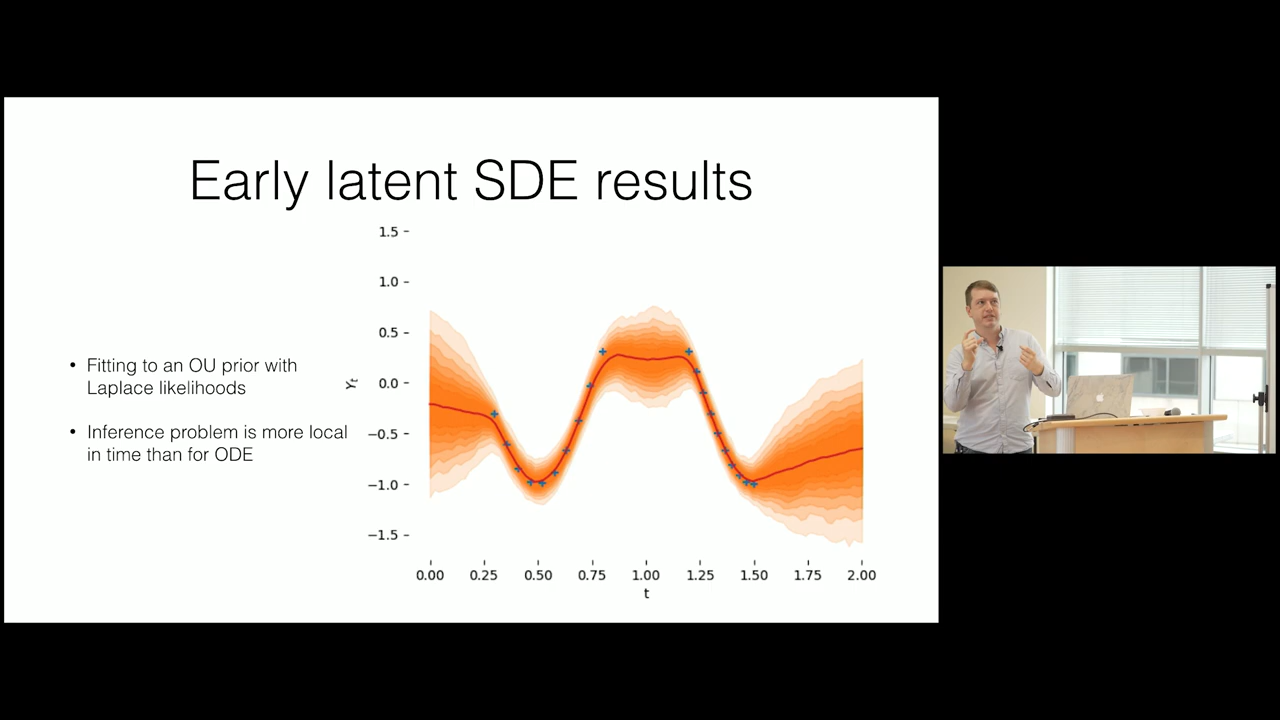 Early latent SDE results
• Fitting to an OU prior with
Laplace likelihoods
• Inference problem is more local
in time than for ODE
1.5
1.0
0.5
0.0
−0.5
−1.0
−1.5
Yt
0.00 0.25 0.50 0.75 1.00 1.25 1.50 1.75 2.00
t